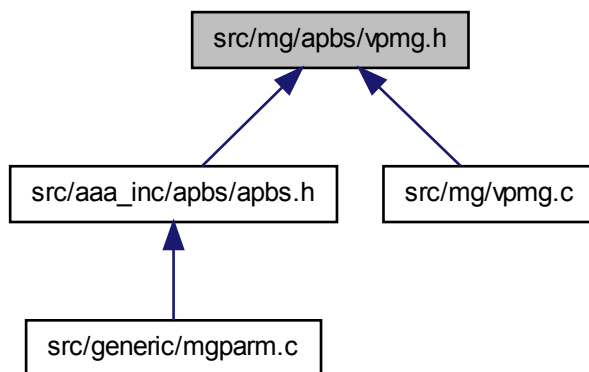 src/mg/apbs/vpmg.h
src/aaa_inc/apbs/apbs.h
src/mg/vpmg.c
src/generic/mgparm.c